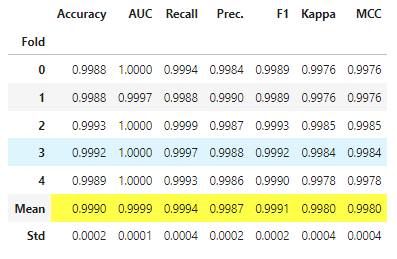 Accuracy AUC Recall Prec. F1 Kappa MCC
Fold
0 0.9988 1.0000 0.9994 0.9984 0.9989 0.9976 0.9976
1 0.9988 0.9997 0.9988 0.9990 0.9989 0.9976 0.9976
2 0.9993 1.0000 0.9999 0.9987 0.9993 0.9985 0.9985
3 0.9992 1.0000 0.9997 0.9988 0.9992 0.9984 0.9984
4 0.9989 1.0000 0.9993 0.9986 0.9990 0.9978 0.9978
Mean 0.9990 0.9999 0.9994 0.9987 0.9991 0.9980 0.9980
Std 0.0002 0.0001 0.0004 0.0002 0.0002 0.0004 0.0004